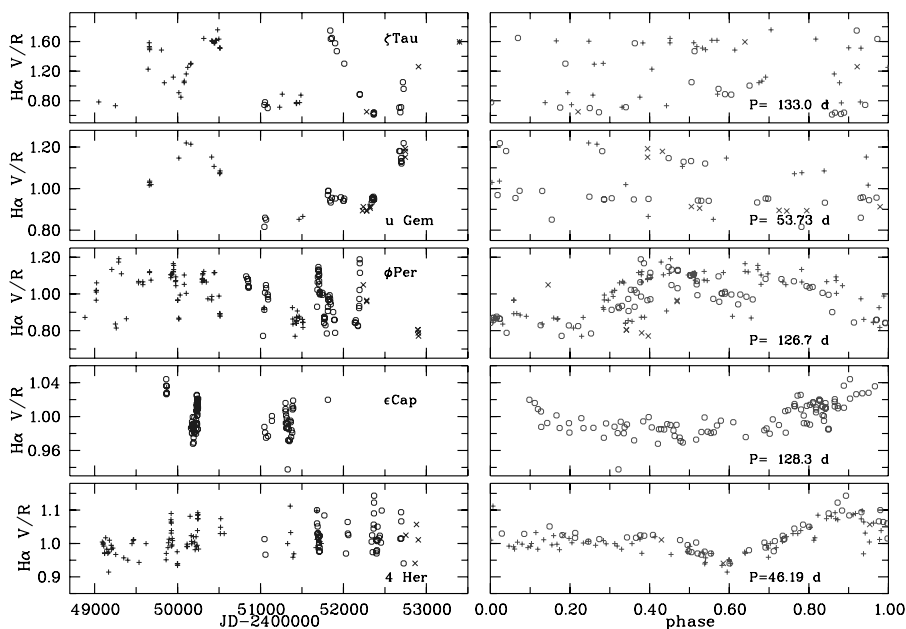 Hα V/R
1.60
1.20
0.80
ζTau
P= 133.0 d
Hα V/R
1.20
1.00
0.80
u Gem
P= 53.73 d
Hα V/R
1.20
1.00
0.80
ϕPer
P= 126.7 d
Hα V/R
1.04
1.00
0.96
ϵCap
P= 128.3 d
Hα V/R
1.1
1.0
0.9
4 Her
P=46.19 d
49000 50000 51000 52000 53000
JD-2400000
0.00 0.20 0.40 0.60 0.80 1.00
phase